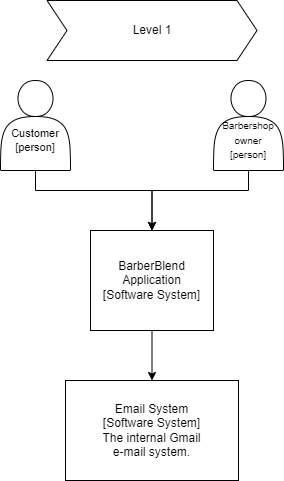 Level 1
Customer
[person]
Barbershop
owner
[person]
BarberBlend
Application
[Software System]
Email System
[Software System]
The internal Gmail
e-mail system.